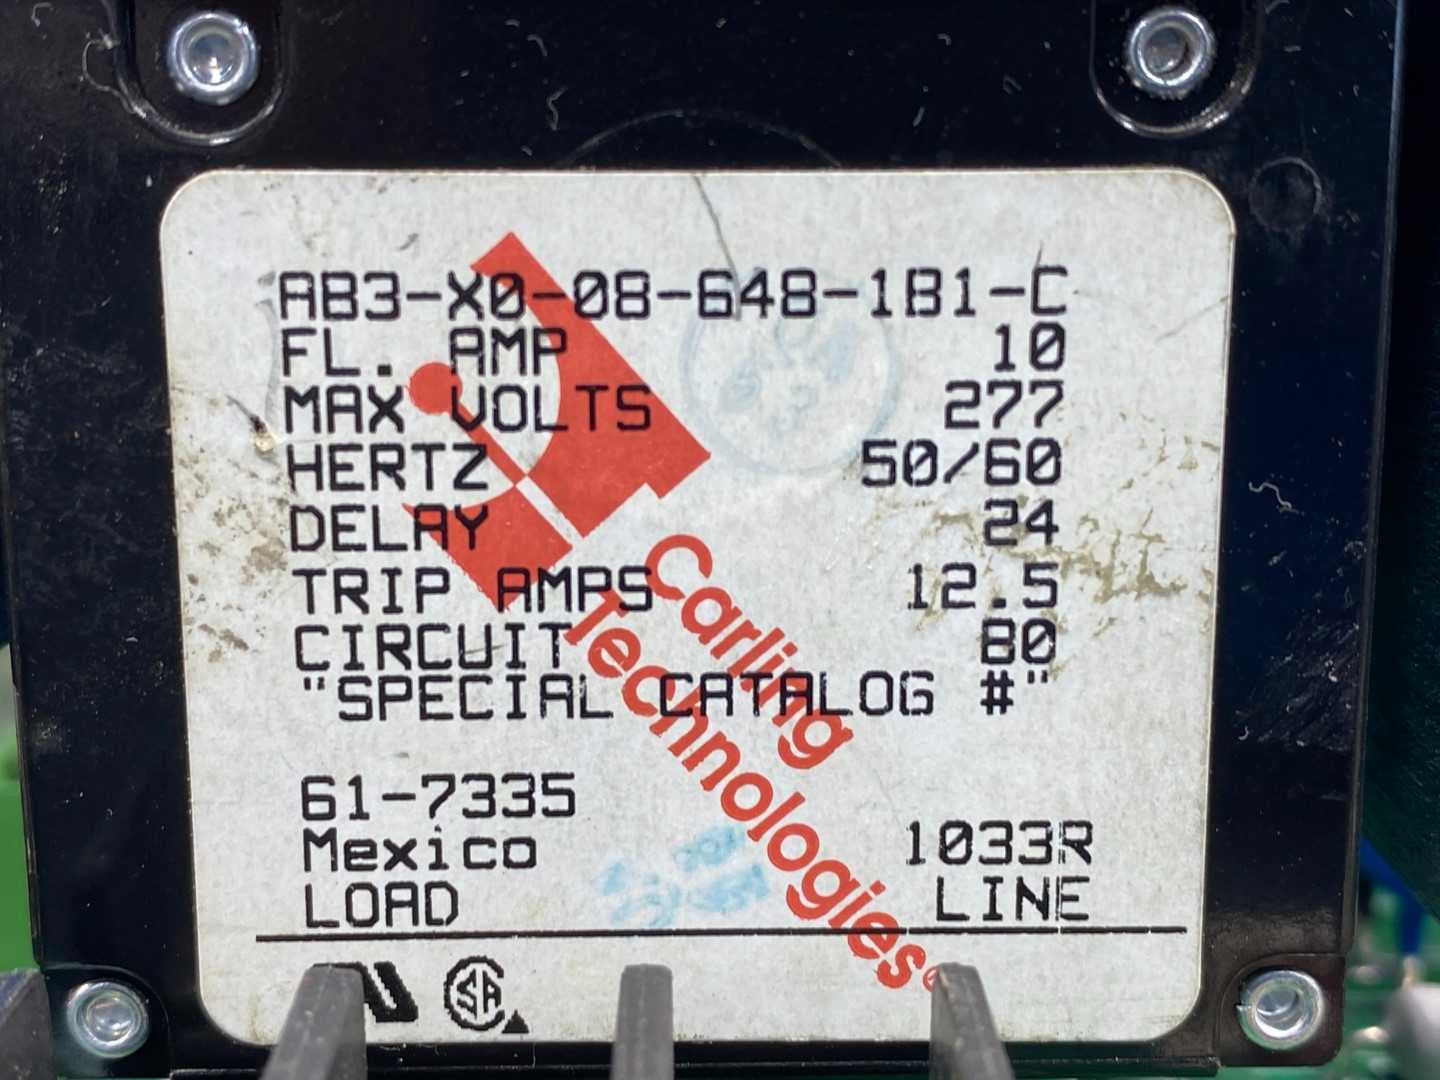 AB3-X0-08-648-1B1-C
FL. AMP 10
MAX VOLTS 277
HERTZ 50/60
DELAY 24
TRIP AMPS 12.5
CIRCUIT B0
"SPECIAL CATALOG #"
Carling
Technologies®
61-7335
Mexico 1033R
LOAD LINE
SA